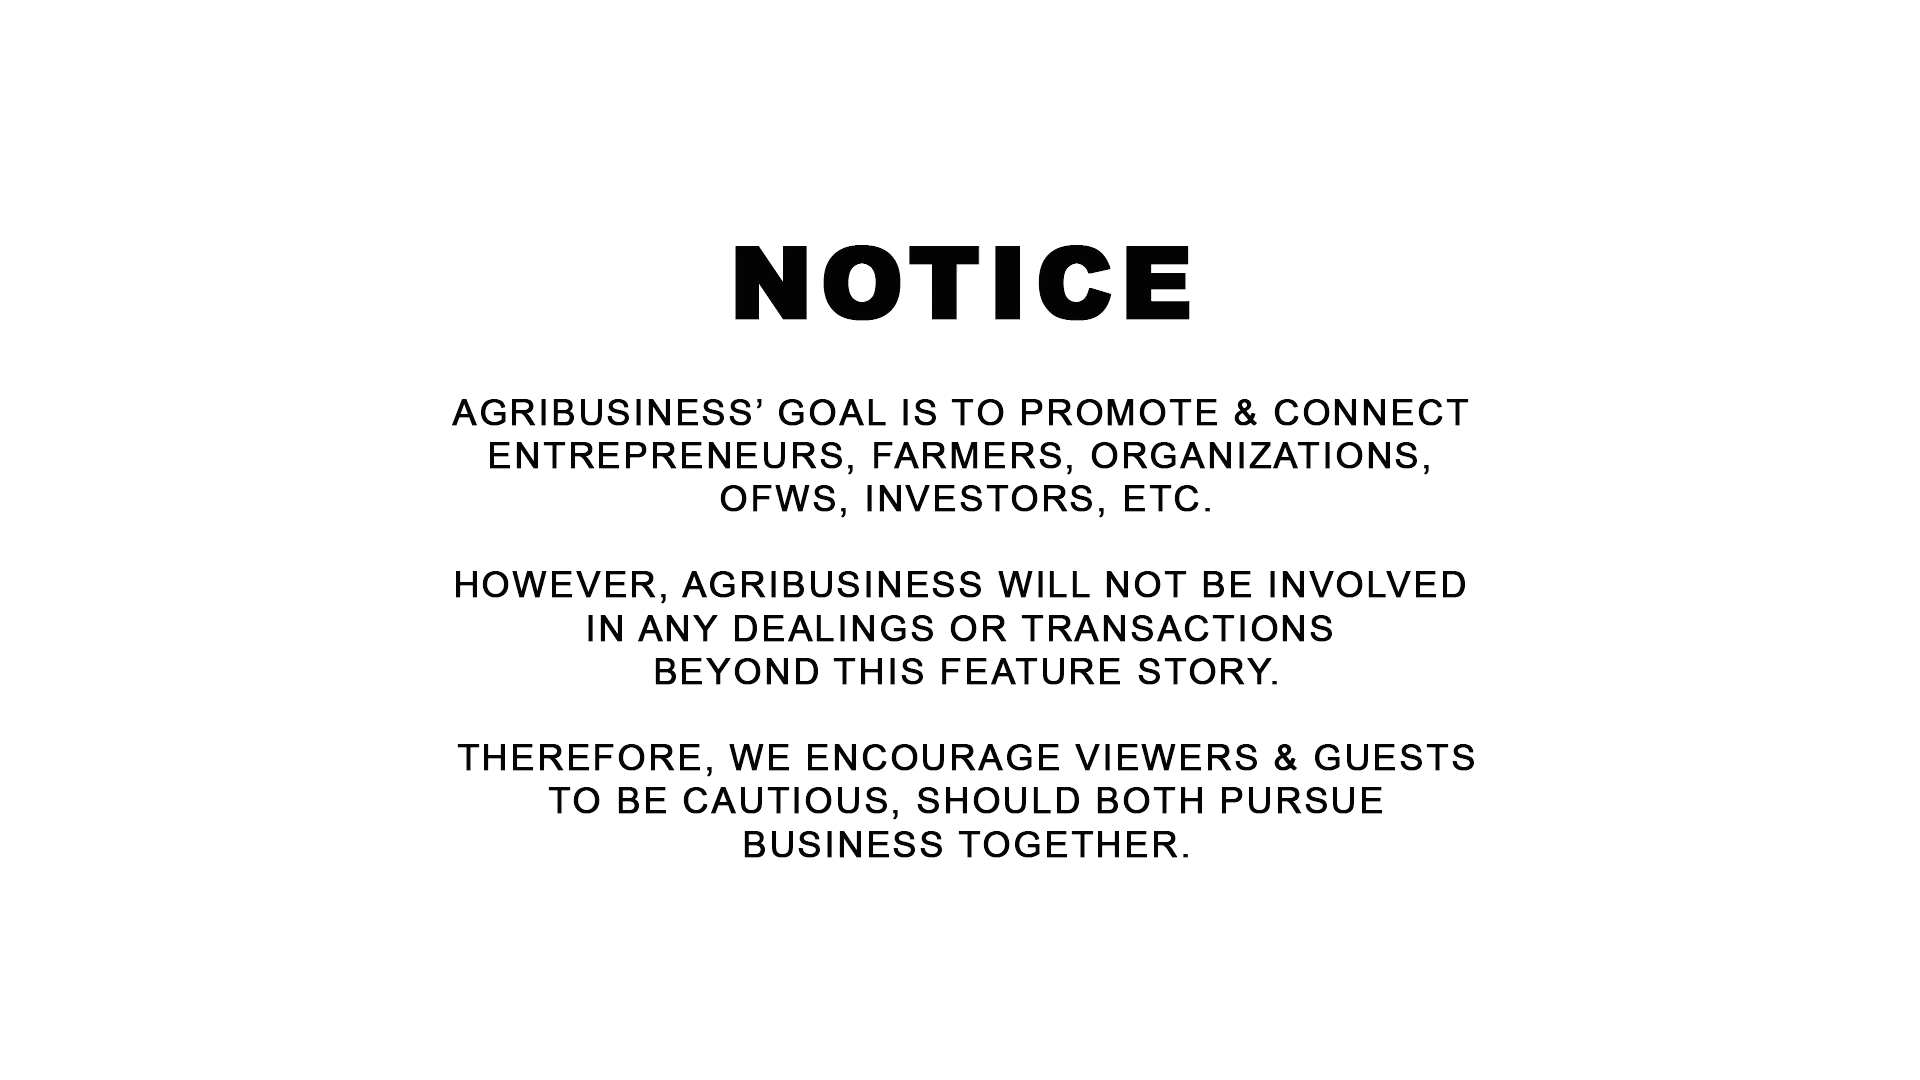 NOTICE
AGRIBUSINESS’ GOAL IS TO PROMOTE & CONNECT
ENTREPRENEURS, FARMERS, ORGANIZATIONS,
OFWS, INVESTORS, ETC.
HOWEVER, AGRIBUSINESS WILL NOT BE INVOLVED
IN ANY DEALINGS OR TRANSACTIONS
BEYOND THIS FEATURE STORY.
THEREFORE, WE ENCOURAGE VIEWERS & GUESTS
TO BE CAUTIOUS, SHOULD BOTH PURSUE
BUSINESS TOGETHER.